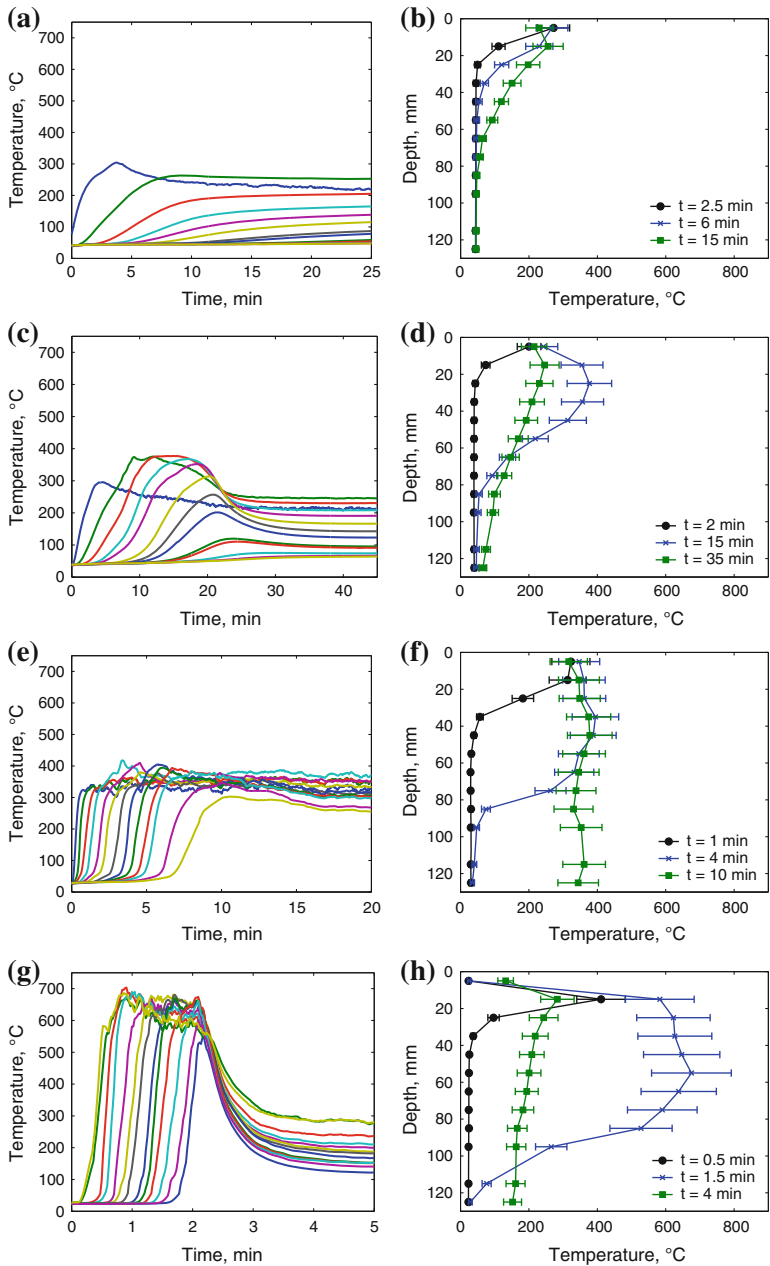 (a)
Temperature, °C
700
600
500
400
300
200
100
0
0 5 10 15 20 25
Time, min
(b)
Depth, mm
0
20
40
60
80
100
120
t = 2.5 min
t = 6 min
t = 15 min
0 200 400 600 800
Temperature, °C
(c)
Temperature, °C
700
600
500
400
300
200
100
0
0 10 20 30 40
Time, min
(d)
Depth, mm
0
20
40
60
80
100
120
t = 2 min
t = 15 min
t = 35 min
0 200 400 600 800
Temperature, °C
(e)
Temperature, °C
700
600
500
400
300
200
100
0
0 5 10 15 20
Time, min
(f)
Depth, mm
0
20
40
60
80
100
120
t = 1 min
t = 4 min
t = 10 min
0 200 400 600 800
Temperature, °C
(g)
Temperature, °C
700
600
500
400
300
200
100
0
0 1 2 3 4 5
Time, min
(h)
Depth, mm
0
20
40
60
80
100
120
t = 0.5 min
t = 1.5 min
t = 4 min
0 200 400 600 800
Temperature, °C